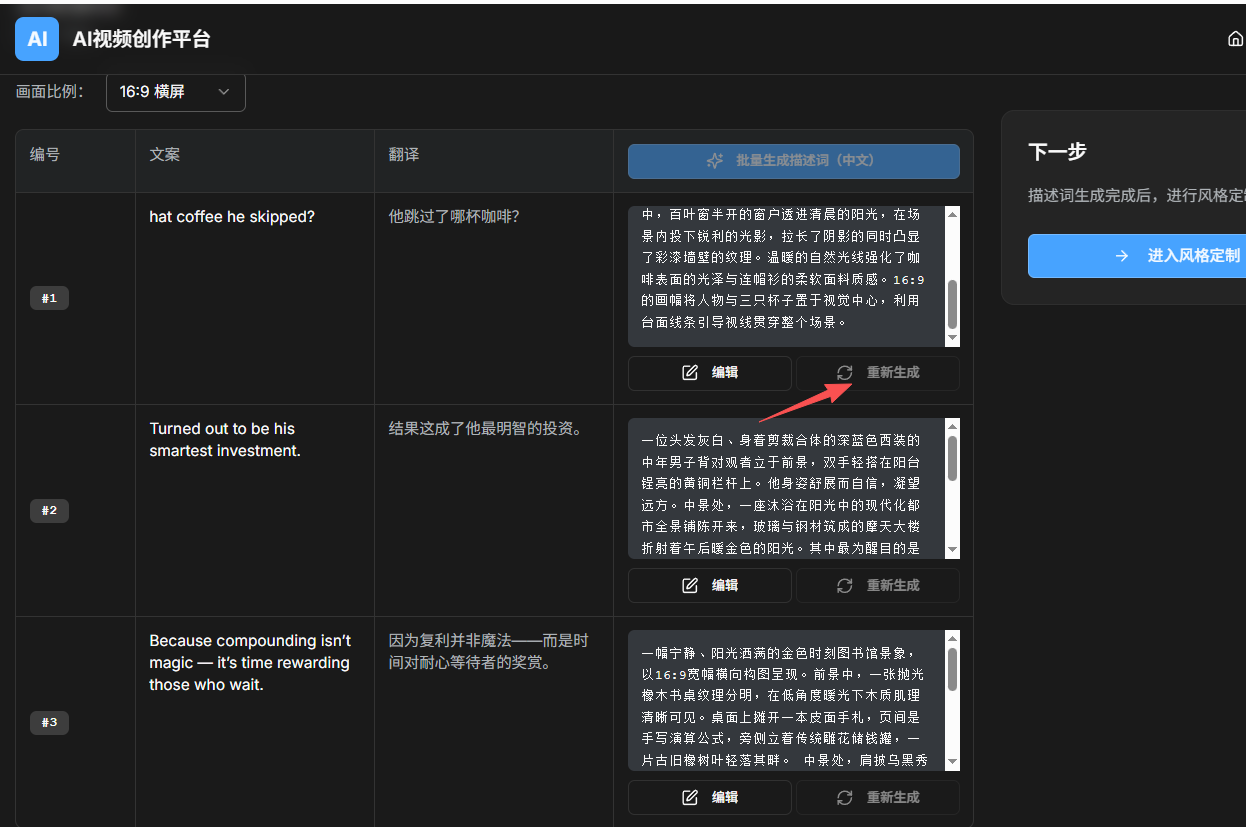 AI AI视频创作平台
画面比例： 16:9 横屏
编号 文案 翻译 批量生成描述词（中文）
#1
hat coffee he skipped?
他跳过了哪杯咖啡？
中，百叶窗半开的窗户透进清晨的阳光，在场
景内投下锐利的光影，拉长了阴影的同时凸显
了彩漆墙壁的纹理。温暖的自然光线强化了咖
啡表面的光泽与连帽衫的柔软面料质感。16:9
的画幅将人物与三只杯子置于视觉中心，利用
台面线条引导视线贯穿整个场景。
编辑 重新生成
#2
Turned out to be his
smartest investment.
结果这成了他最明智的投资。
一位头发灰白、身着剪裁合体的深蓝色西装的
中年男子背对观者立于前景，双手轻搭在阳台
锃亮的黄铜栏杆上。他身姿舒展而自信，凝望
远方。中景处，一座沐浴在阳光中的现代化都
市全景铺陈开来，玻璃与钢材筑成的摩天大楼
折射着午后暖金色的阳光。其中最为醒目的是
编辑 重新生成
#3
Because compounding isn’t
magic — it’s time rewarding
those who wait.
因为复利并非魔法——而是时
间对耐心等待者的奖赏。
一幅宁静、阳光洒满的金色时刻图书馆景象，
以16:9宽幅横向构图呈现。前景中，一张抛光
橡木书桌纹理分明，在低角度暖光下木质肌理
清晰可见。桌面上摊开一本皮面手札，页间是
手写演算公式，旁侧立着传统雕花储钱罐，一
片古旧橡树叶轻落其畔。 中景处，肩披乌黑秀
编辑 重新生成
下一步
描述词生成完成后，进行风格定
进入风格定制